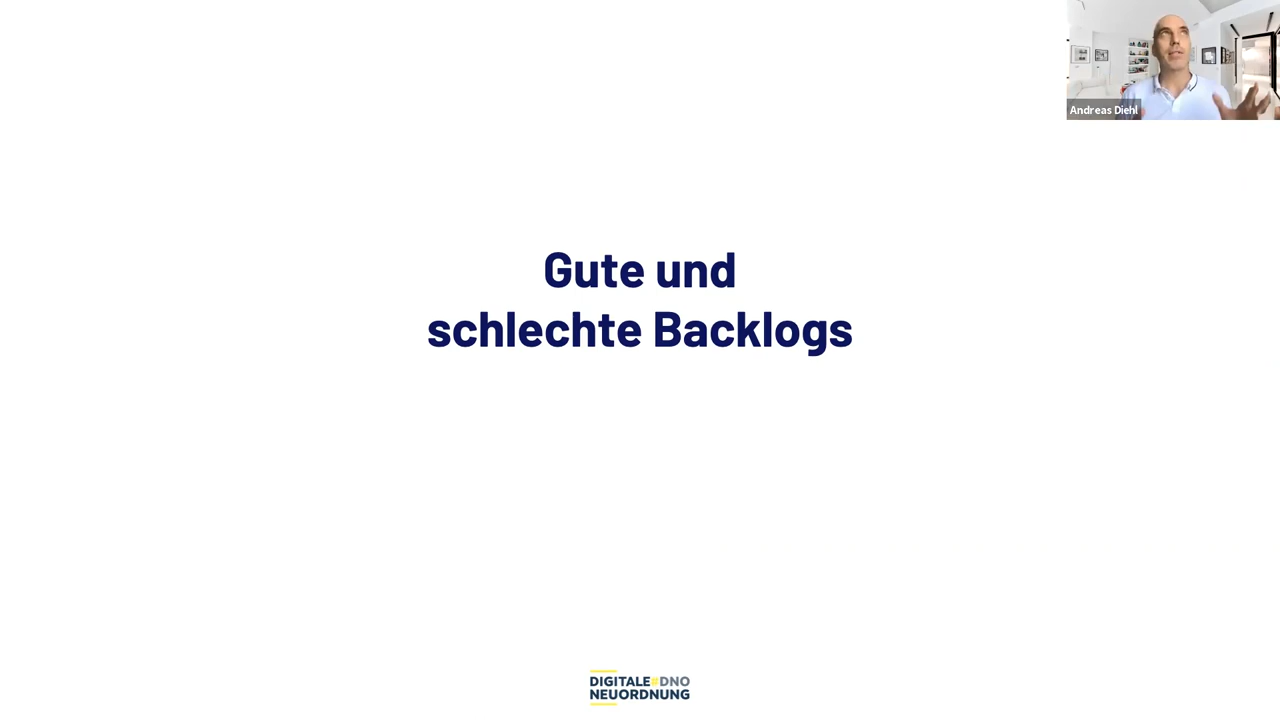 Andreas Diehl
Gute und
schlechte Backlogs
DIGITALE#DNO
NEUORDNUNG